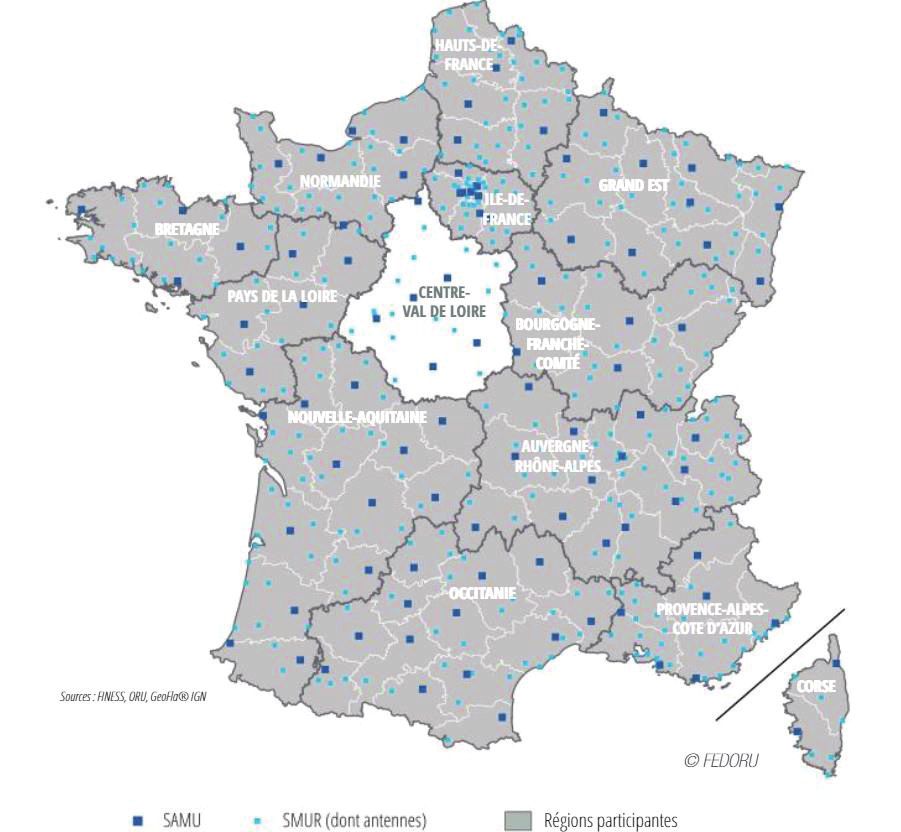 HAUTS-DE-
FRANCE
NORMANDIE
ILE-DE-
FRANCE
GRAND EST
BRETAGNE
PAYS DE LA LOIRE
CENTRE-
VAL DE LOIRE
BOURGOGNE-
FRANCHE-
COMTÉ
NOUVELLE-AQUITAINE
AUVERGNE-
RHÔNE-ALPES
OCCITANIE
PROVENCE-ALPES-
COTE D'AZUR
CORSE
Sources : FINESS, ORU, GeoFla® IGN
© FEDORU
SAMU
SMUR (dont antennes)
Régions participantes